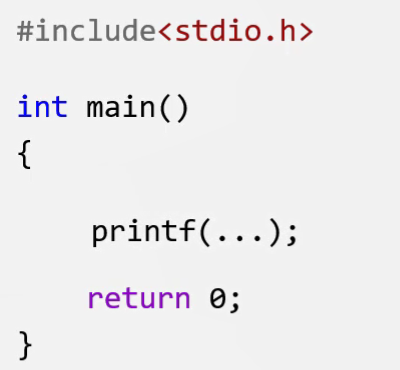 #include<stdio.h>
int main()
{
printf(...);
return 0;
}